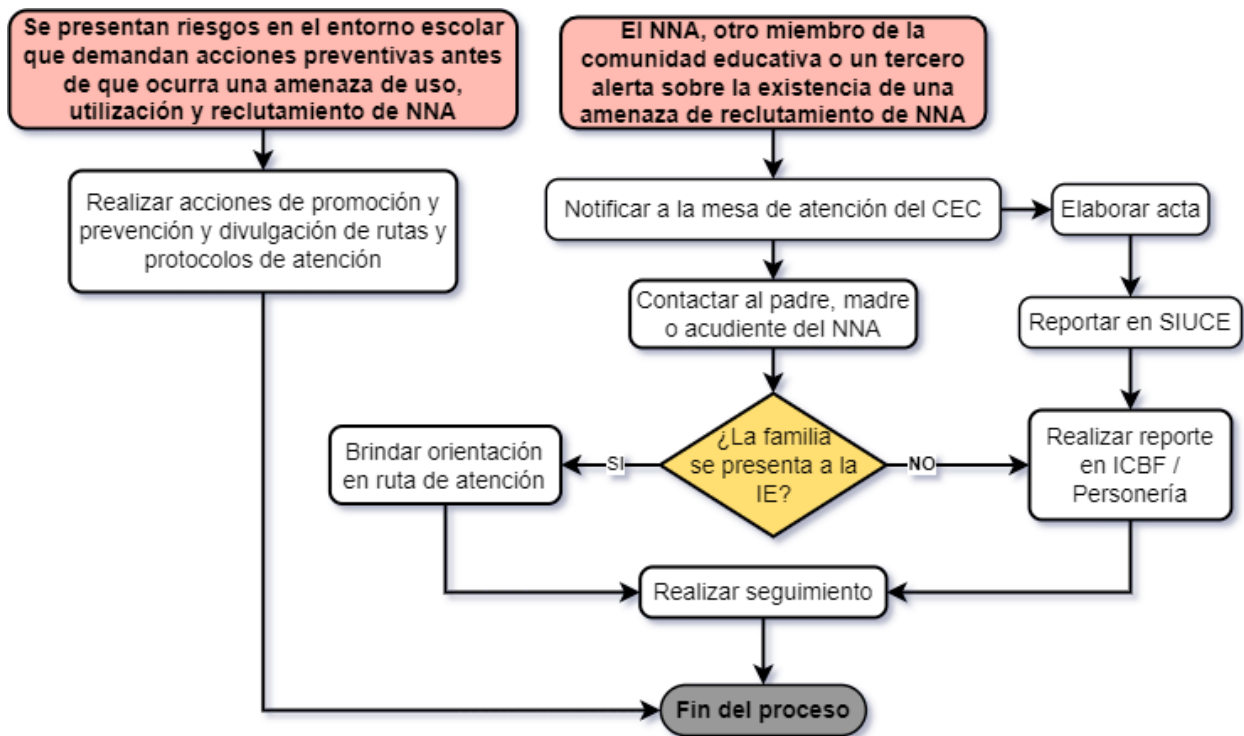 Se presentan riesgos en el entorno escolar
que demandan acciones preventivas antes
de que ocurra una amenaza de uso,
utilización y reclutamiento de NNA
El NNA, otro miembro de la
comunidad educativa o un tercero
alerta sobre la existencia de una
amenaza de reclutamiento de NNA
Realizar acciones de promoción y
prevención y divulgación de rutas y
protocolos de atención
Notificar a la mesa de atención del CEC
Elaborar acta
Contactar al padre, madre
o acudiente del NNA
Reportar en SIUCE
¿La familia
se presenta a la
IE?
SI
NO
Brindar orientación
en ruta de atención
Realizar reporte
en ICBF /
Personería
Realizar seguimiento
Fin del proceso